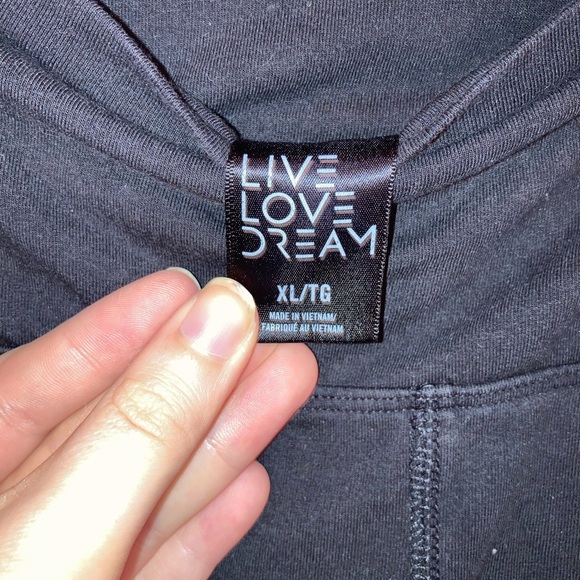 LIVE
LOVE
DREAM
XL/TG
MADE IN VIETNAM/
FABRIQUÉ AU VIETNAM